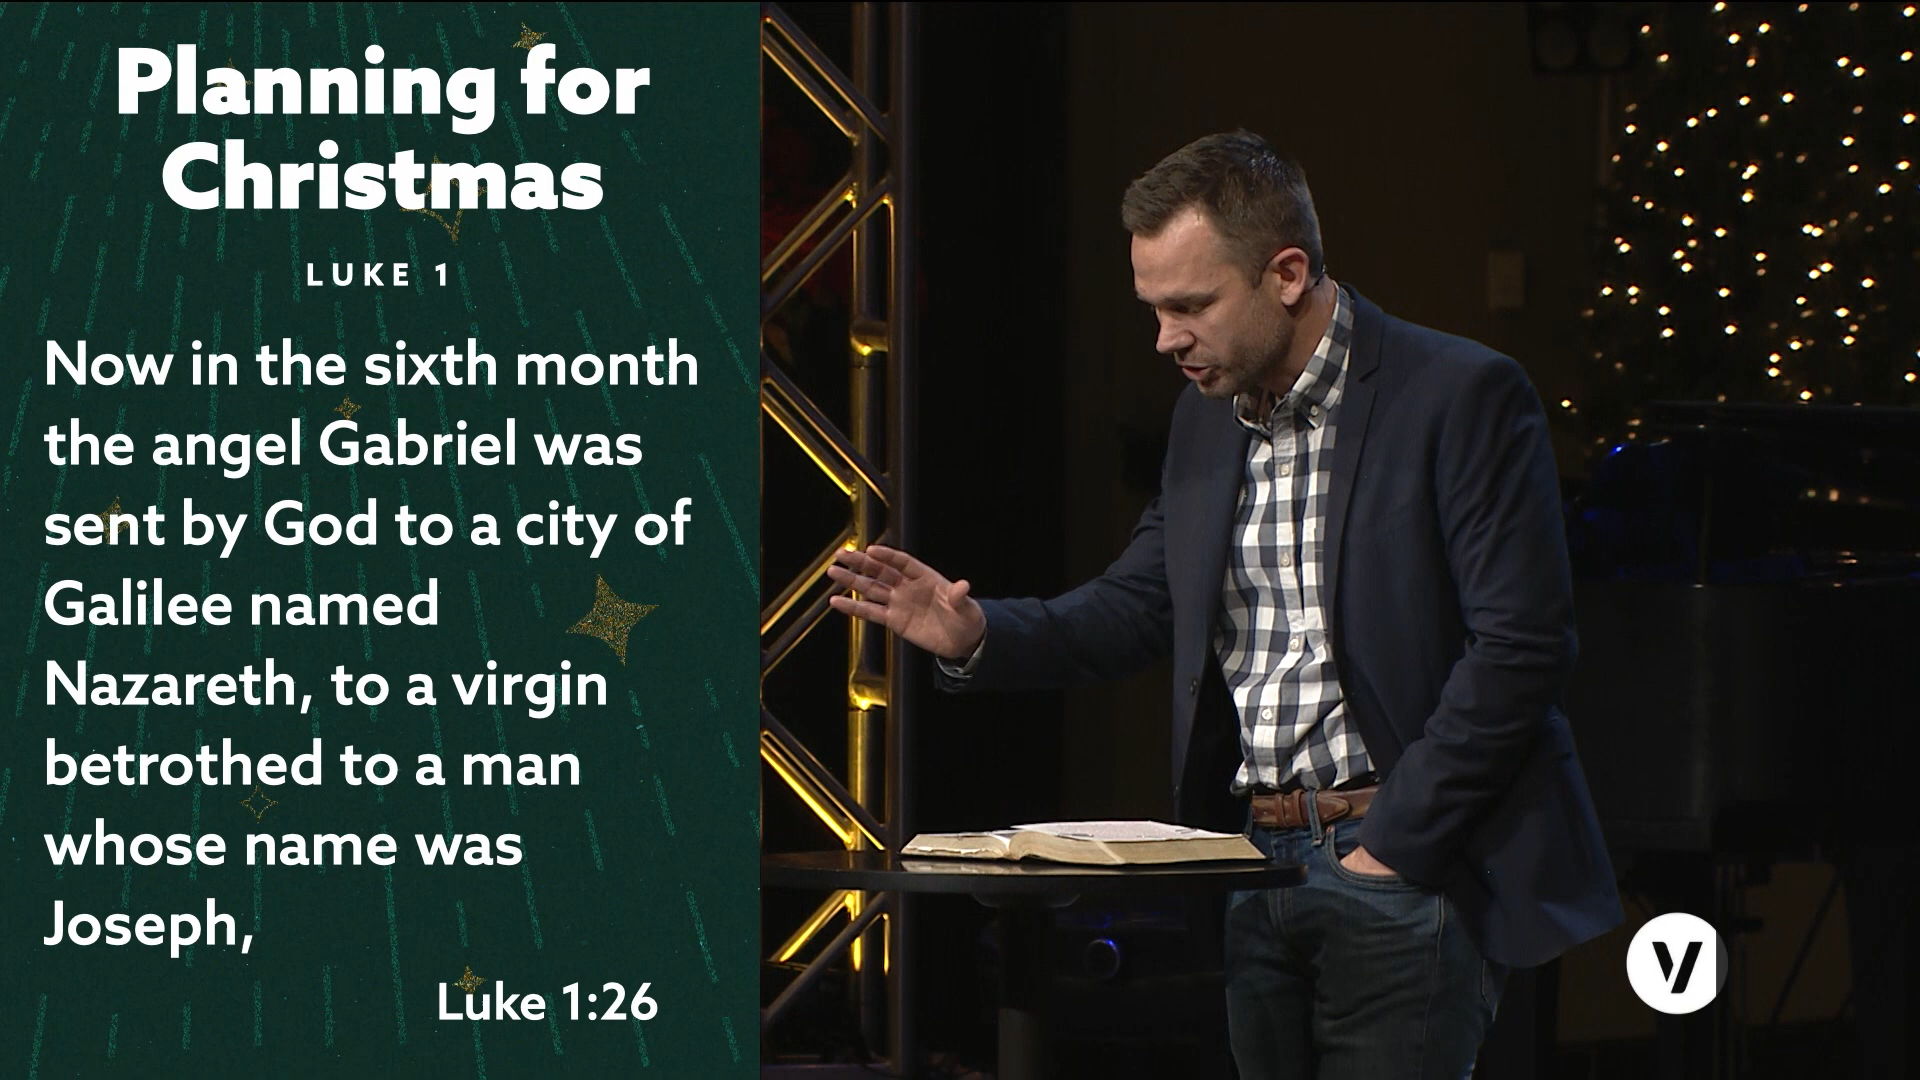 Planning for
Christmas
LUKE 1
Now in the sixth month
the angel Gabriel was
sent by God to a city of
Galilee named
Nazareth, to a virgin
betrothed to a man
whose name was
Joseph,
Luke 1:26
y